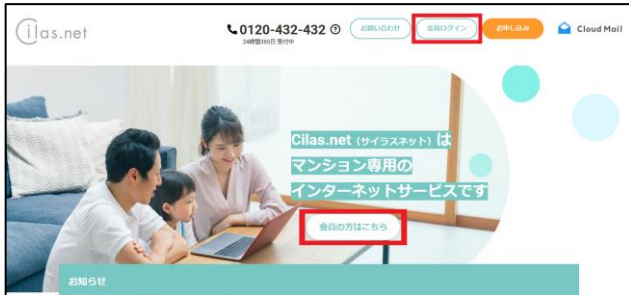 Cilas.net
0120-432-432
24時間365日 受付中
お問い合わせ
会員ログイン
お申し込み
Cloud Mail
Cilas.net (サイラスネット) は
マンション専用の
インターネットサービスです
会員の方はこちら
お知らせ